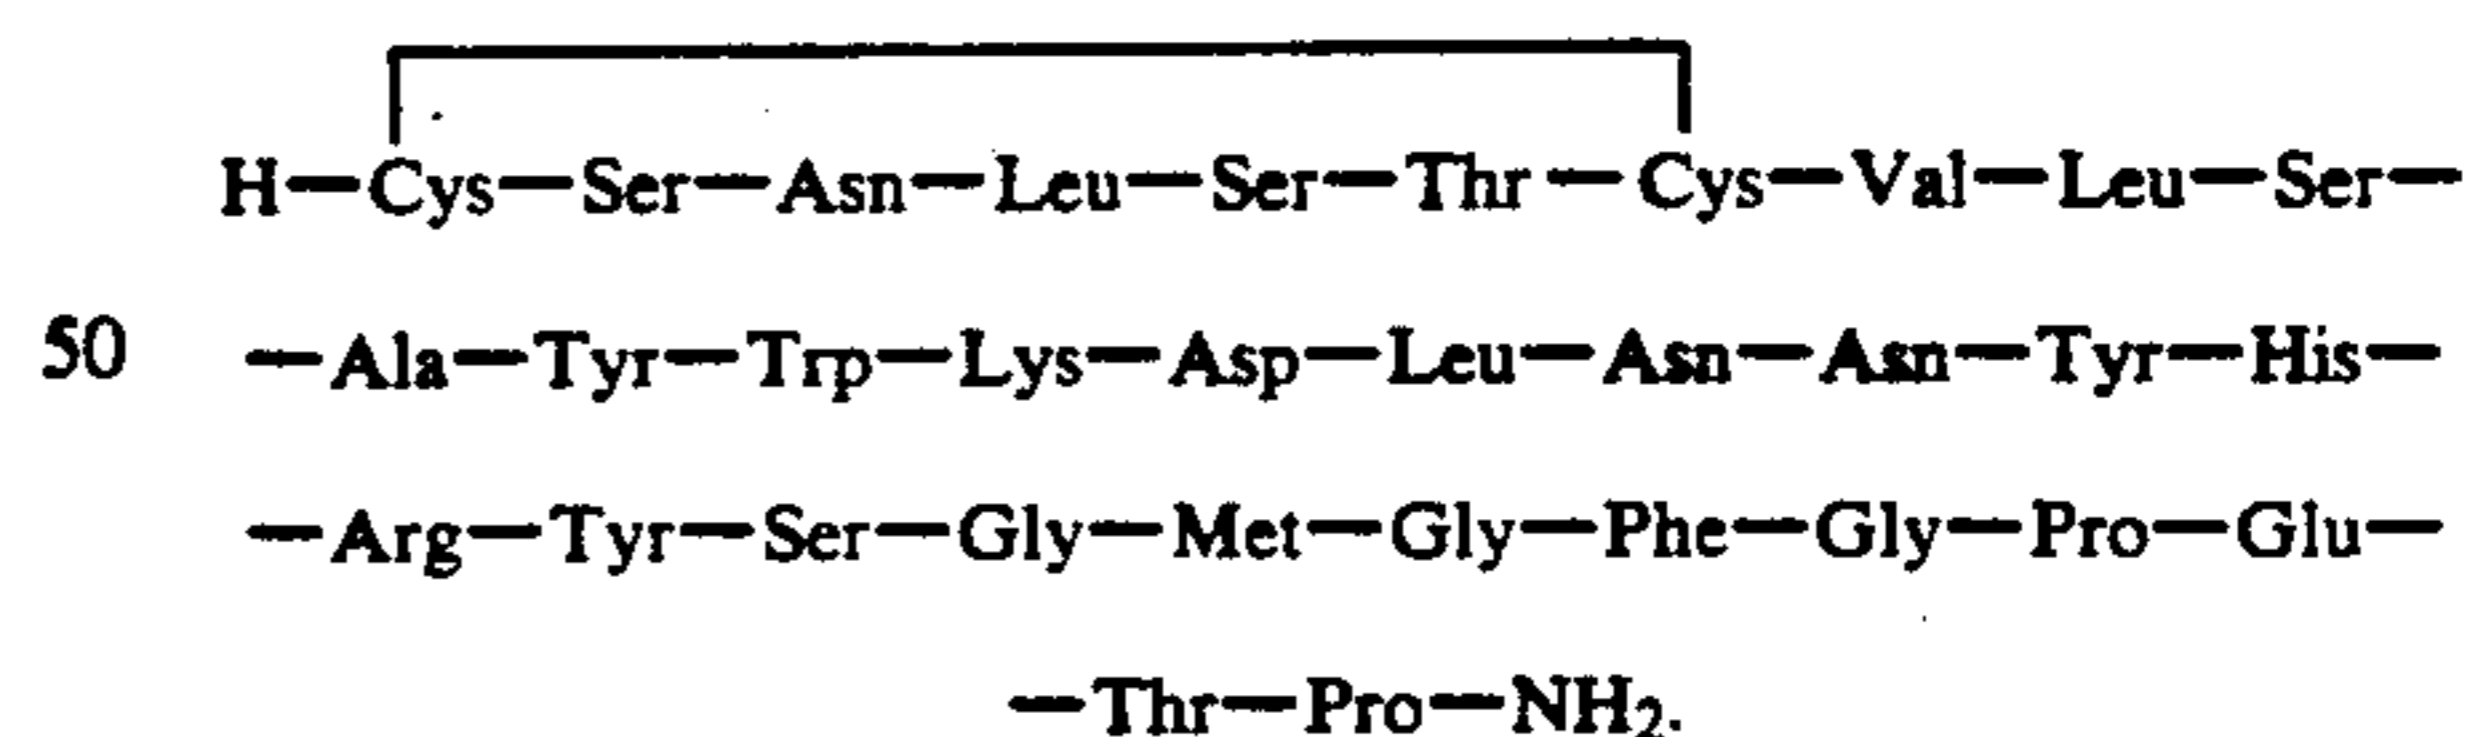 H—Cys—Ser—Asn—Leu—Ser—Thr—Cys—Val—Leu—Ser—
50 —Ala—Tyr—Trp—Lys—Asp—Leu—Asn—Asn—Tyr—His—
—Arg—Tyr—Ser—Gly—Met—Gly—Phe—Gly—Pro—Glu—
—Thr—Pro—NH2.